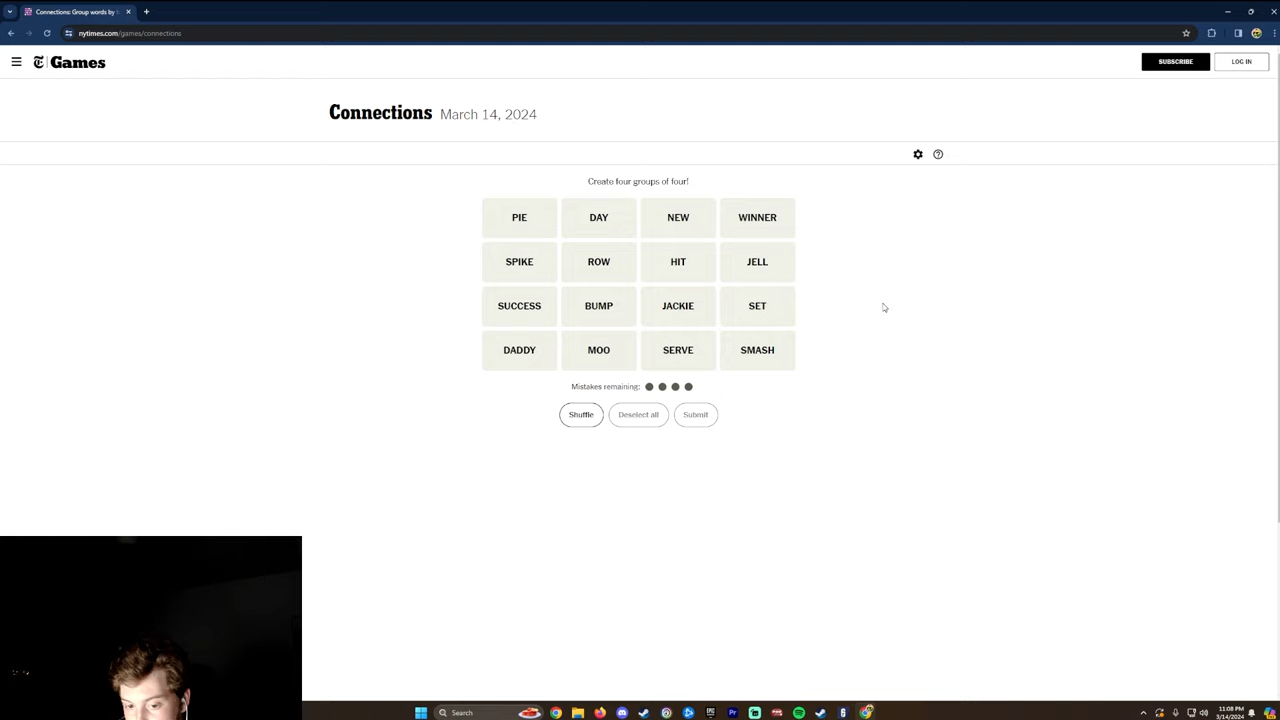 Connections: Group words by
nytimes.com/games/connections
Games
SUBSCRIBE
LOG IN
Connections March 14, 2024
Create four groups of four!
PIE DAY NEW WINNER
SPIKE ROW HIT JELL
SUCCESS BUMP JACKIE SET
DADDY MOO SERVE SMASH
Mistakes remaining:
Shuffle Deselect all Submit
Search
11:08 PM
3/14/2024